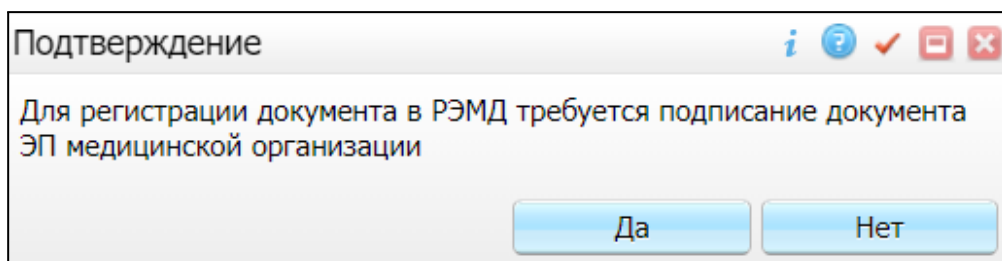 Подтверждение
Для регистрации документа в РЭМД требуется подписание документа
ЭП медицинской организации
Да Нет